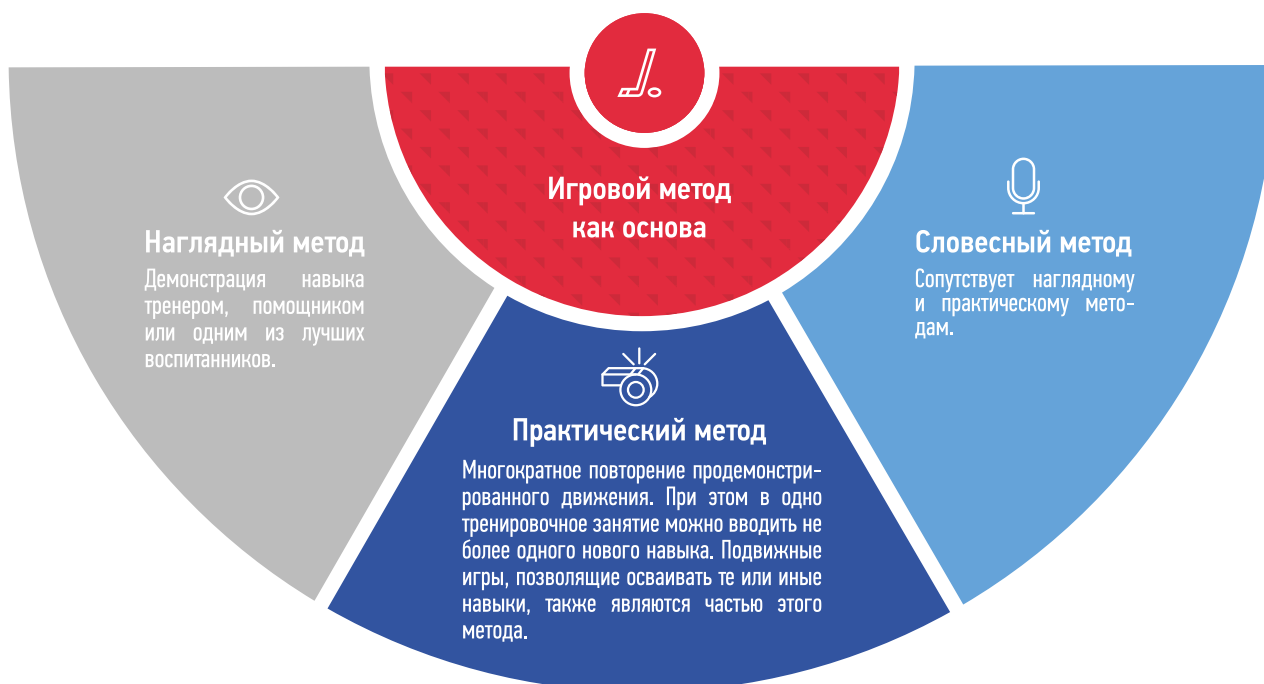 Игровой метод
как основа
Наглядный метод
Демонстрация навыка
тренером, помощником
или одним из лучших
воспитанников.
Практический метод
Многократное повторение продемонстри-
рованного движения. При этом в одно
тренировочное занятие можно вводить не
более одного нового навыка. Подвижные
игры, позволящие осваивать те или иные
навыки, также являются частью этого
метода.
Словесный метод
Сопутствует наглядному
и практическому мето-
дам.